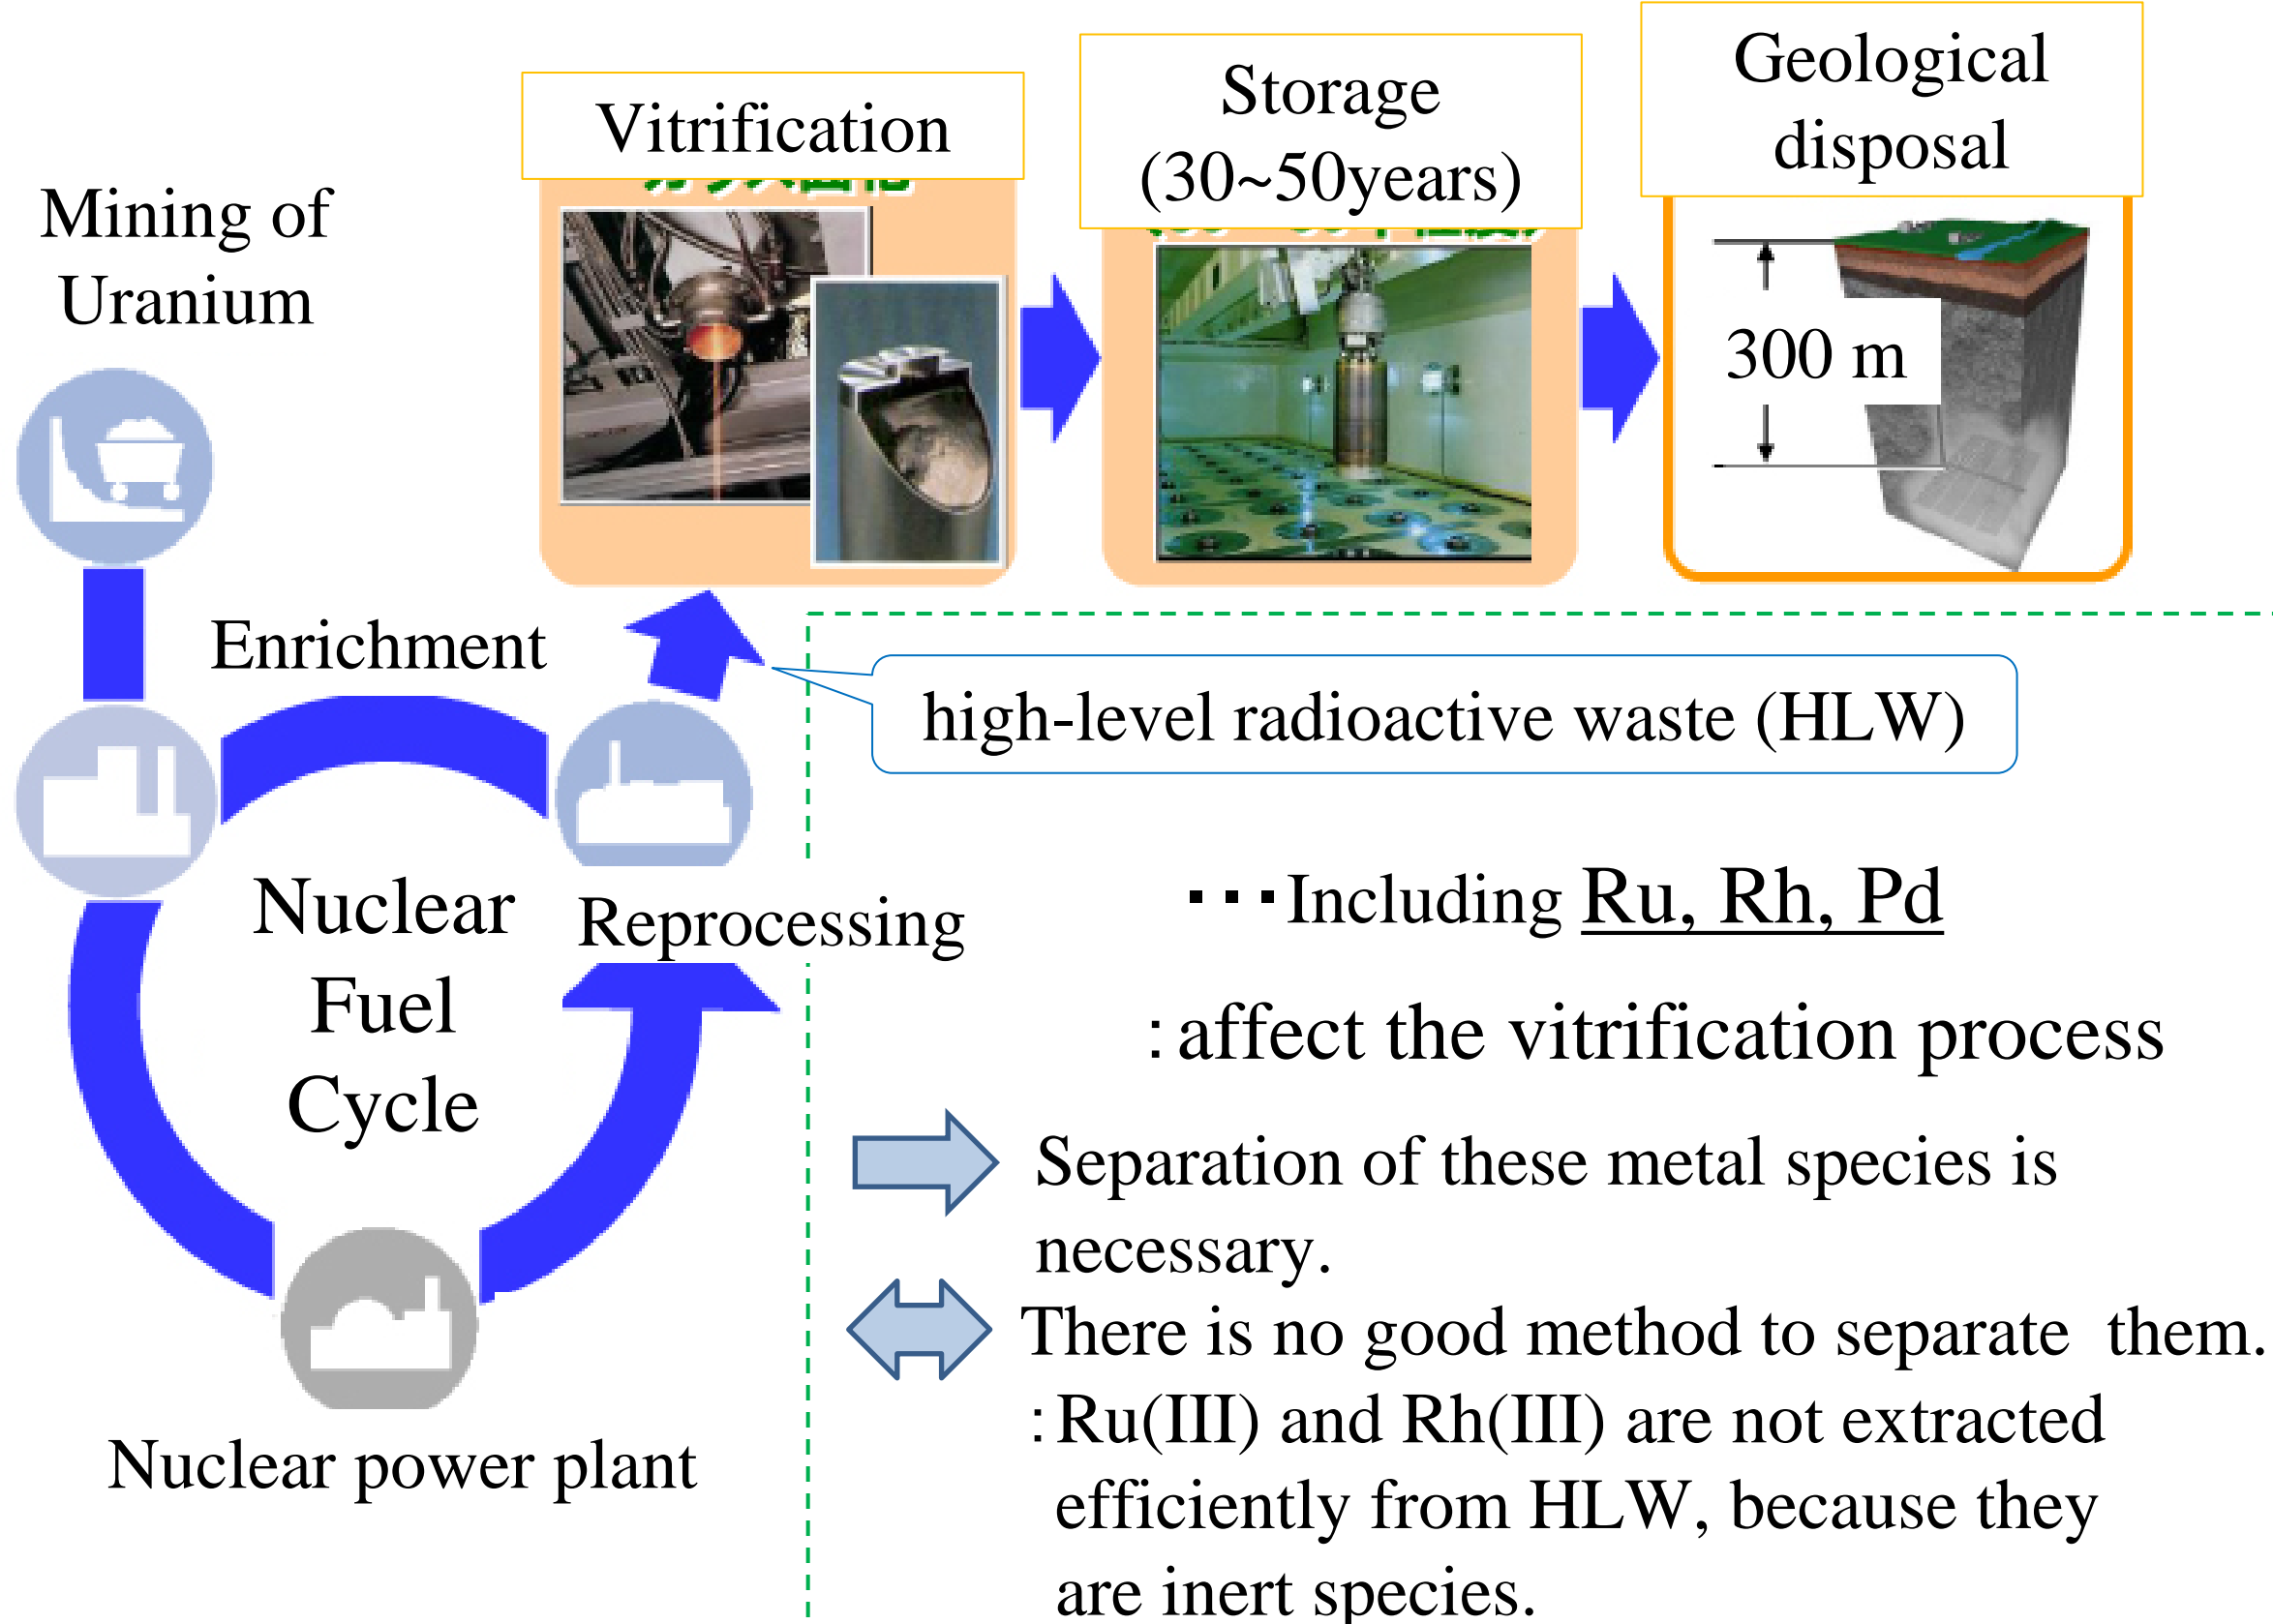 Vitrification
Storage
(30~50years)
Geological
disposal
Mining of
Uranium
300 m
Enrichment
high-level radioactive waste (HLW)
Nuclear
Fuel
Cycle
Reprocessing
Nuclear power plant
･･･Including Ru, Rh, Pd
:affect the vitrification process
Separation of these metal species is
necessary.
There is no good method to separate them.
:Ru(III) and Rh(III) are not extracted
efficiently from HLW, because they
are inert species.